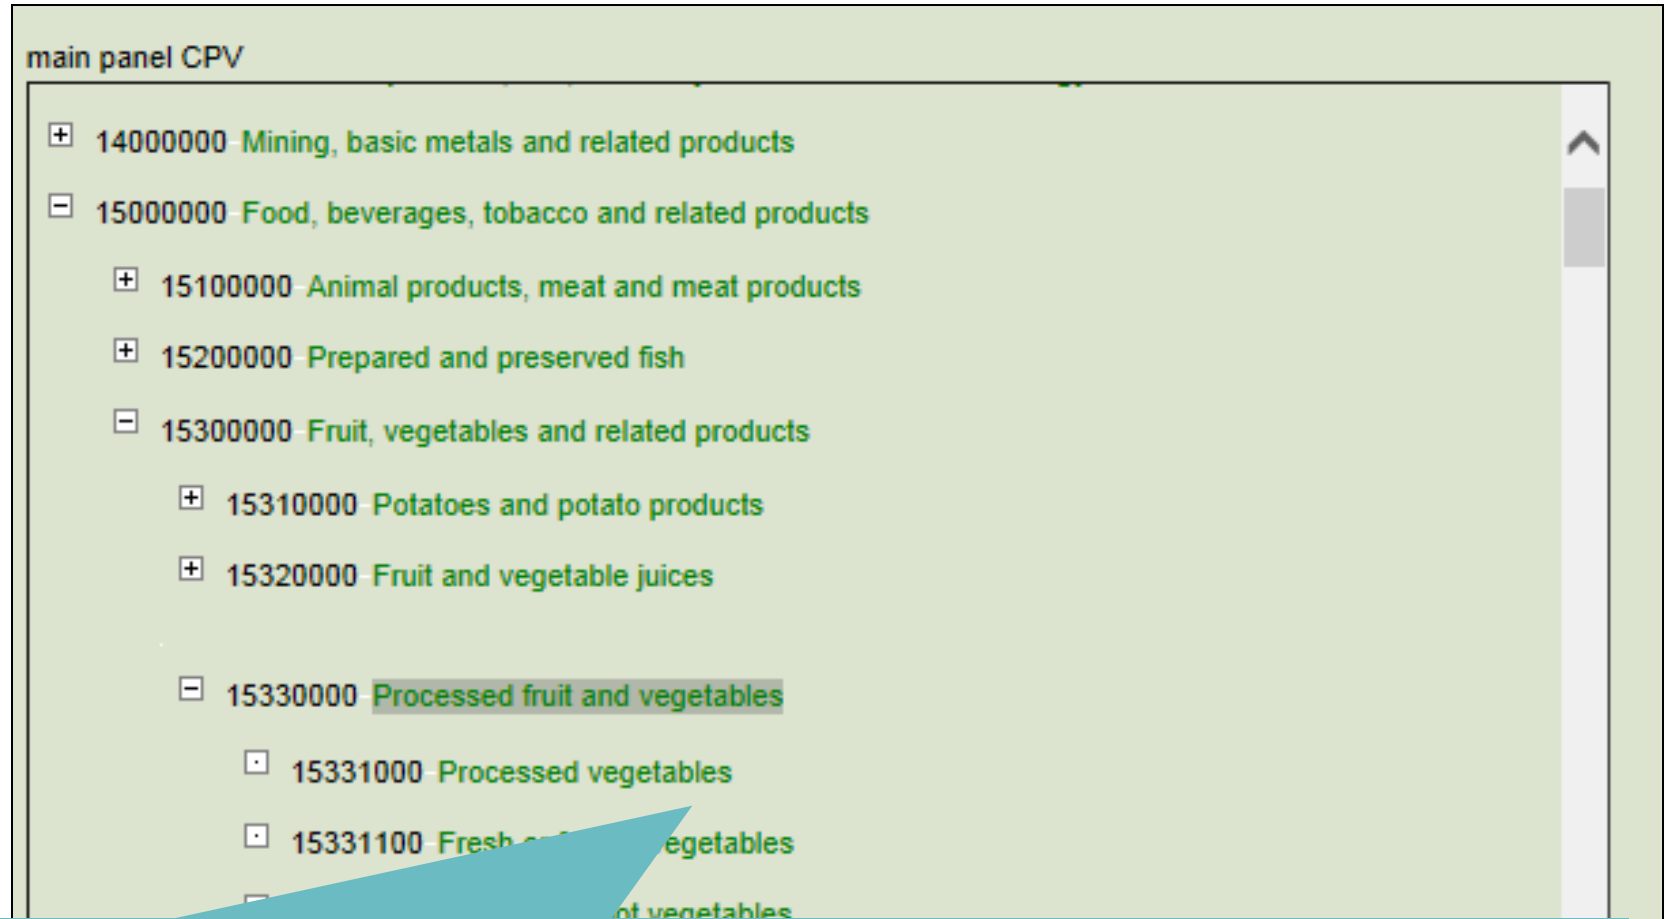 main panel CPV
14000000 Mining, basic metals and related products
15000000 Food, beverages, tobacco and related products
15100000 Animal products, meat and meat products
15200000 Prepared and preserved fish
15300000 Fruit, vegetables and related products
15310000 Potatoes and potato products
15320000 Fruit and vegetable juices
15330000 Processed fruit and vegetables
15331000 Processed vegetables
15331100 Fresh vegetables
vegetables